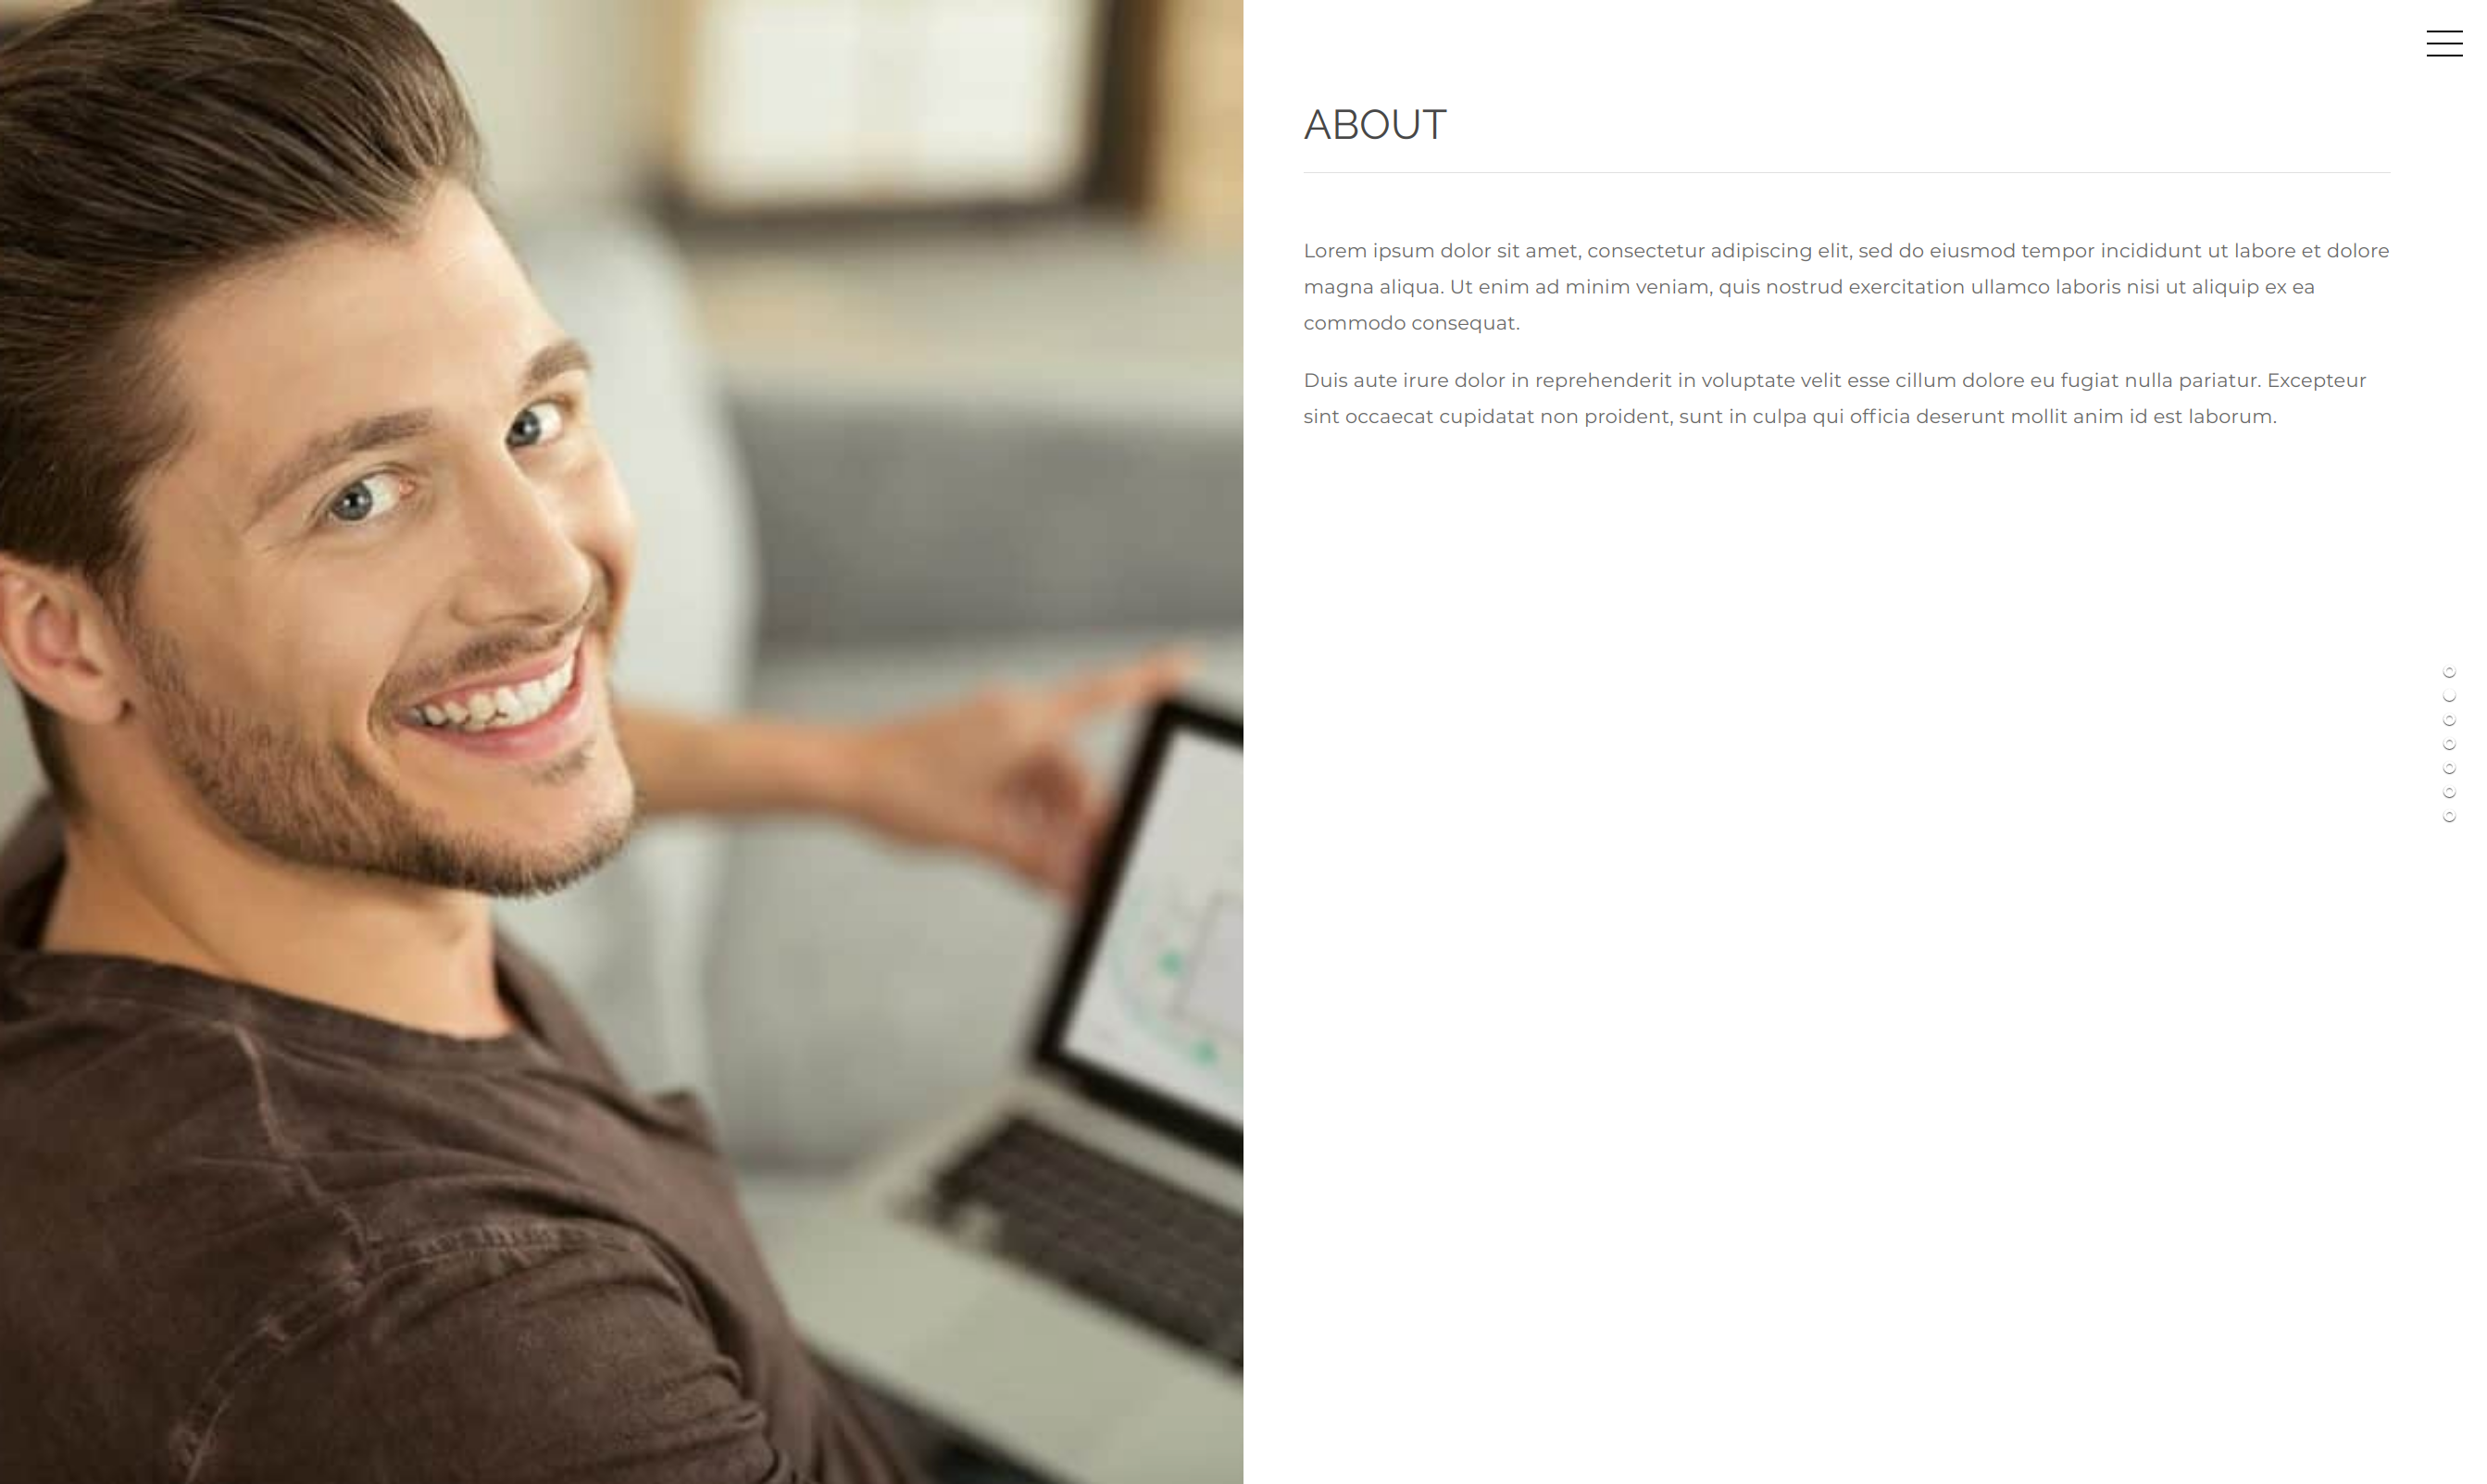 ABOUT
Lorem ipsum dolor sit amet, consectetur adipiscing elit, sed do eiusmod tempor incididunt ut labore et dolore
magna aliqua. Ut enim ad minim veniam, quis nostrud exercitation ullamco laboris nisi ut aliquip ex ea
commodo consequat.
Duis aute irure dolor in reprehenderit in voluptate velit esse cillum dolore eu fugiat nulla pariatur. Excepteur
sint occaecat cupidatat non proident, sunt in culpa qui officia deserunt mollit anim id est laborum.